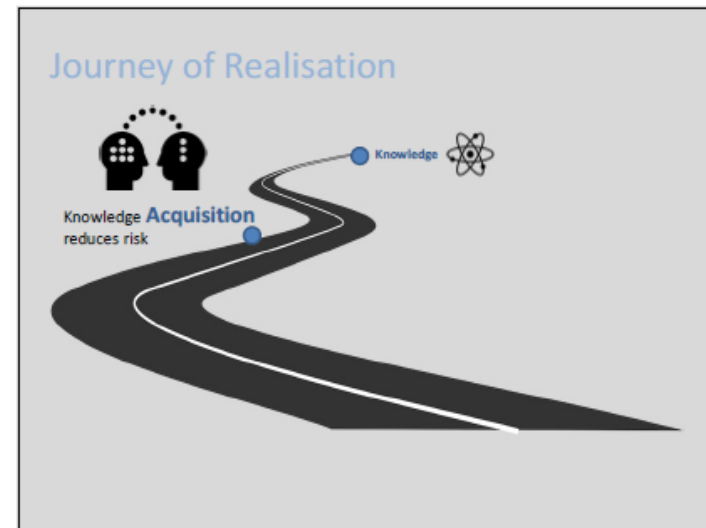 Journey of Realisation
Knowledge
Knowledge Acquisition
reduces risk